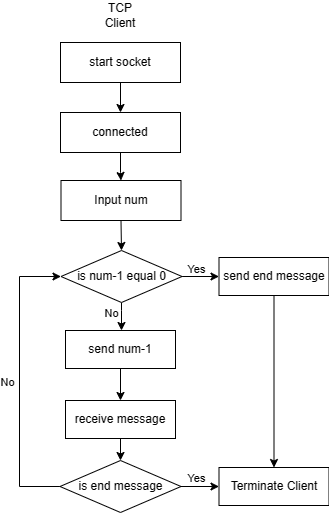 TCP
Client
start socket
connected
Input num
is num-1 equal 0
Yes
send end message
No
send num-1
No
receive message
is end message
Yes
Terminate Client